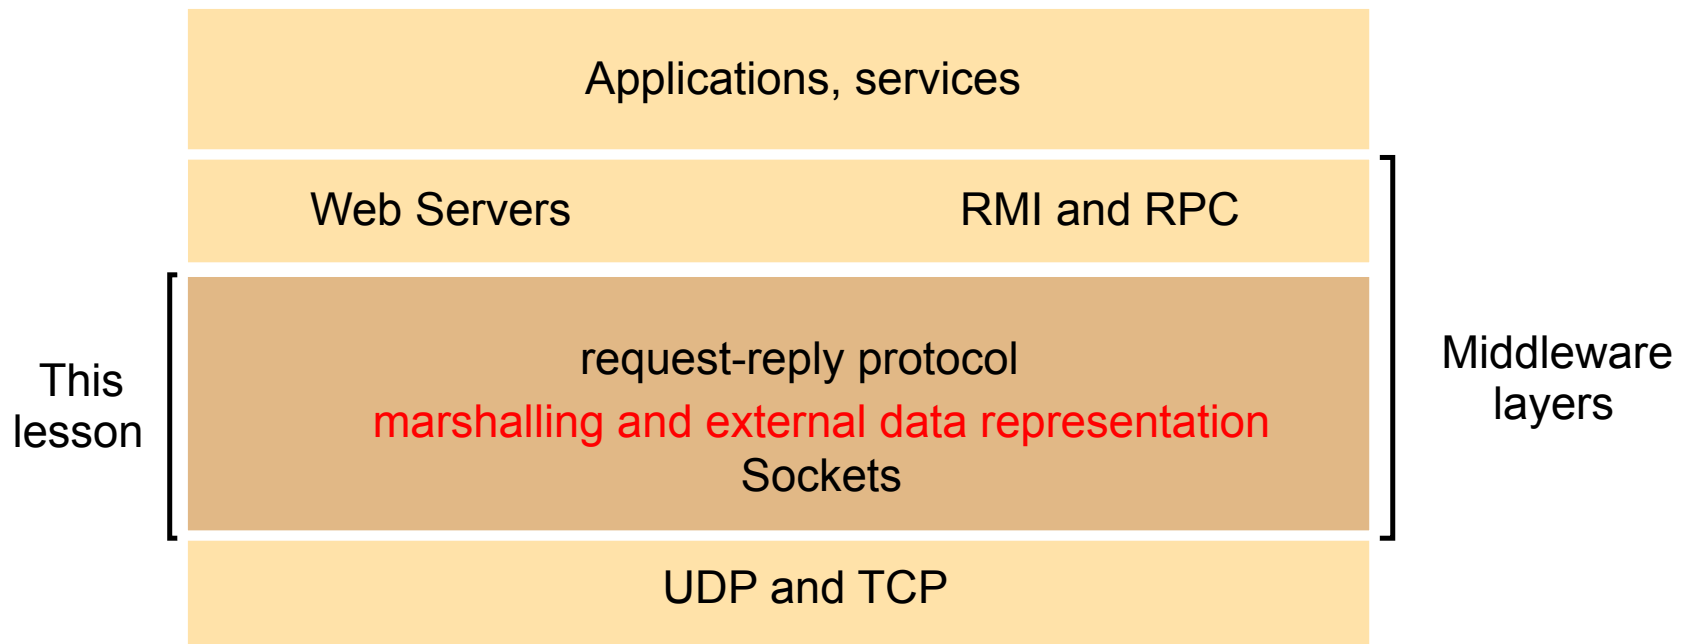 Applications, services
Web Servers
RMI and RPC
This
lesson
request-reply protocol
marshalling and external data representation
Sockets
Middleware
layers
UDP and TCP